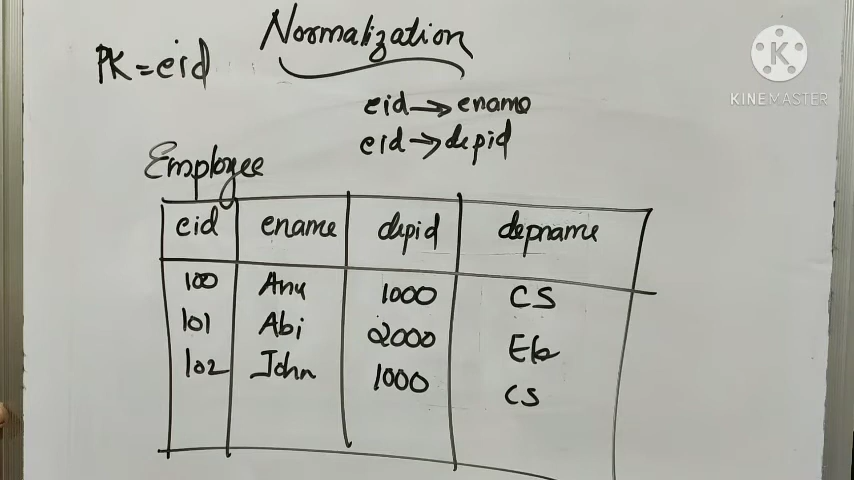 Normalization
PK = eid
KINEMASTER
eid → ename
eid → depid
Employee
eid ename depid depname
100 Anu 1000 CS
101 Abi 2000
102 John 1000 CS